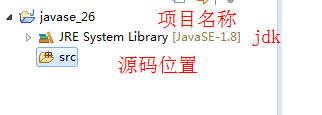 javase_26 项目名称
JRE System Library [JavaSE-1.8] jdk
src
源码位置